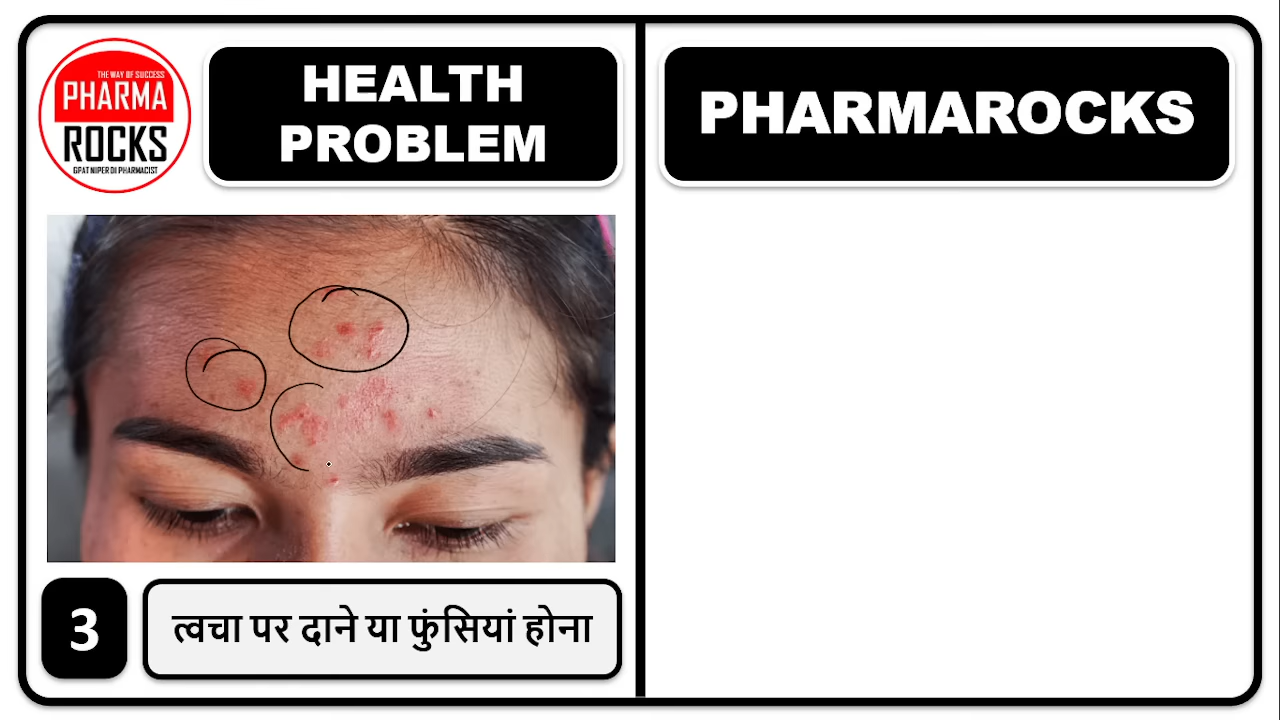 THE WAY OF SUCCESS
PHARMA
ROCKS
GPAT NIPER DI PHARMACIST
HEALTH
PROBLEM
PHARMAROCKS
3
त्वचा पर दाने या फुंसियां होना